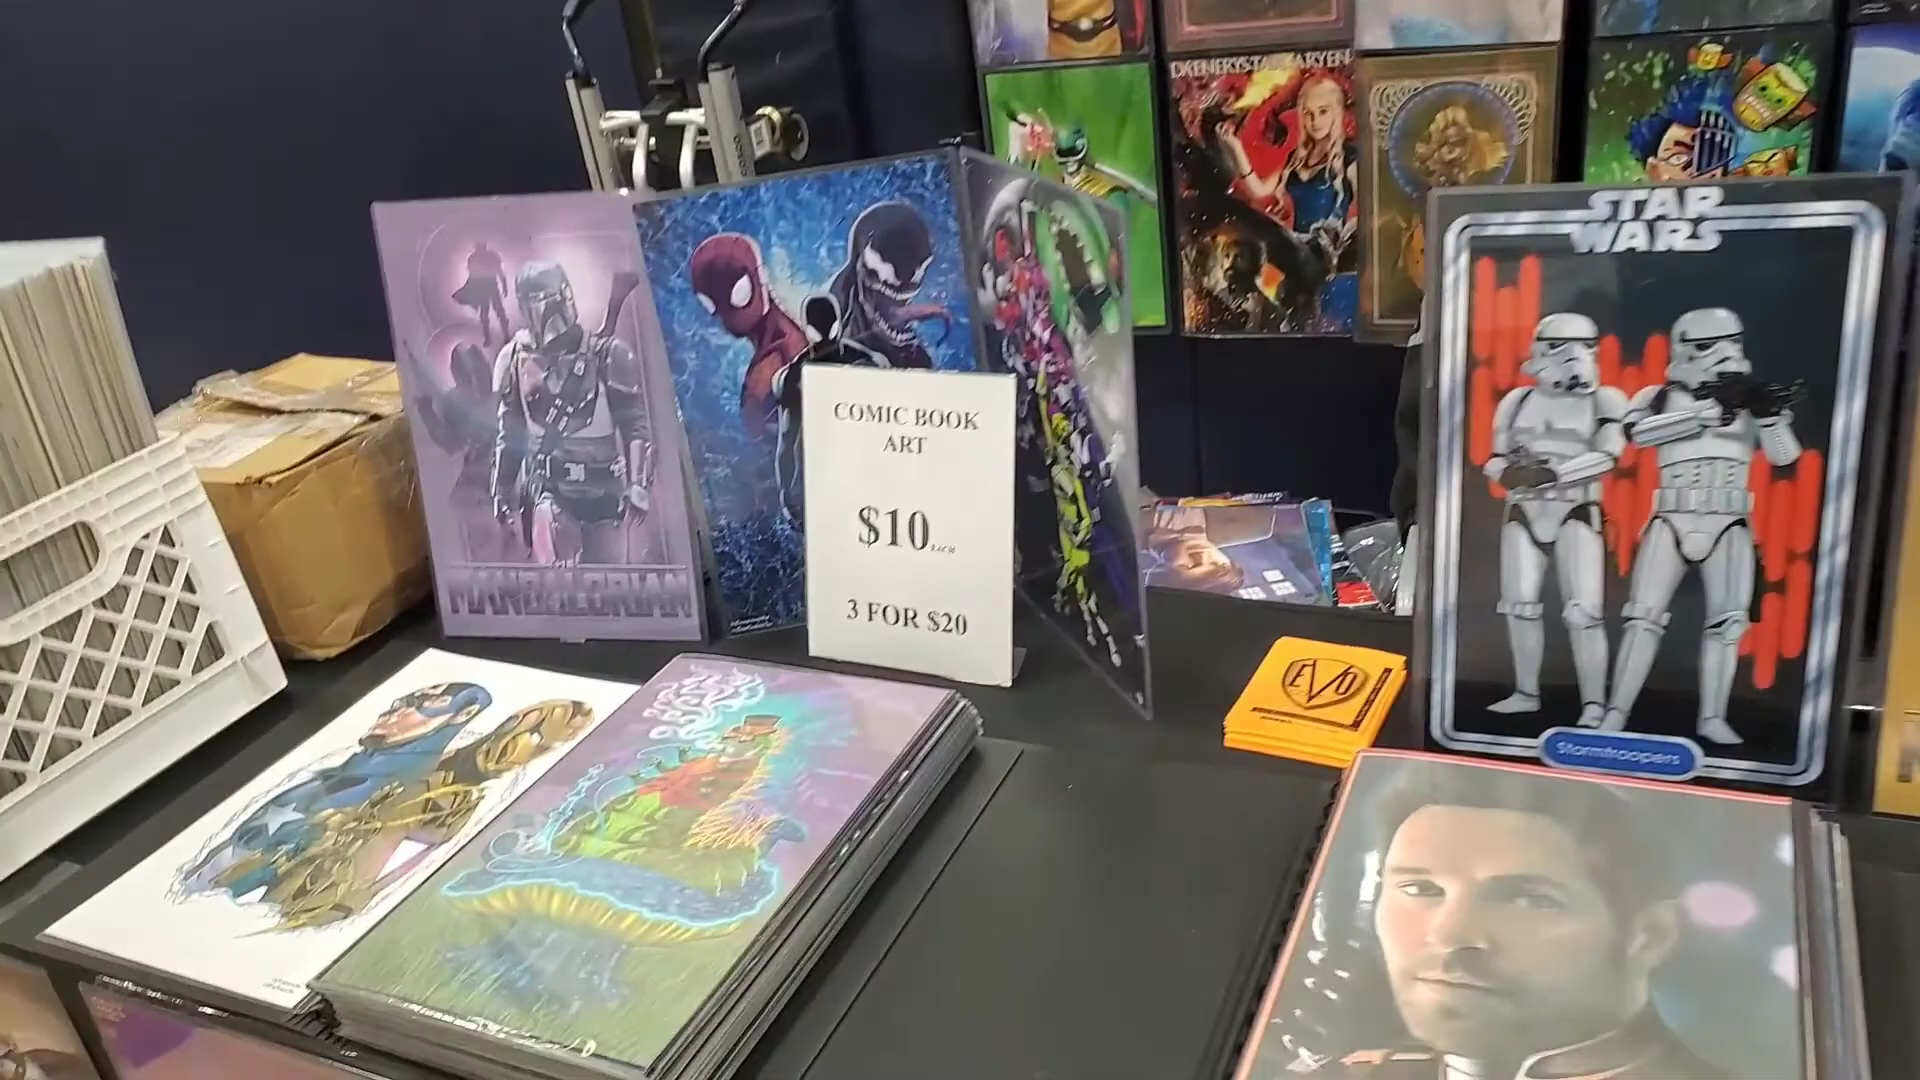 DAENERYS TARGARYEN
STAR
WARS
COMIC BOOK
ART
$10
3 FOR $20
MANDALORIAN
EVO
Stormtroopers